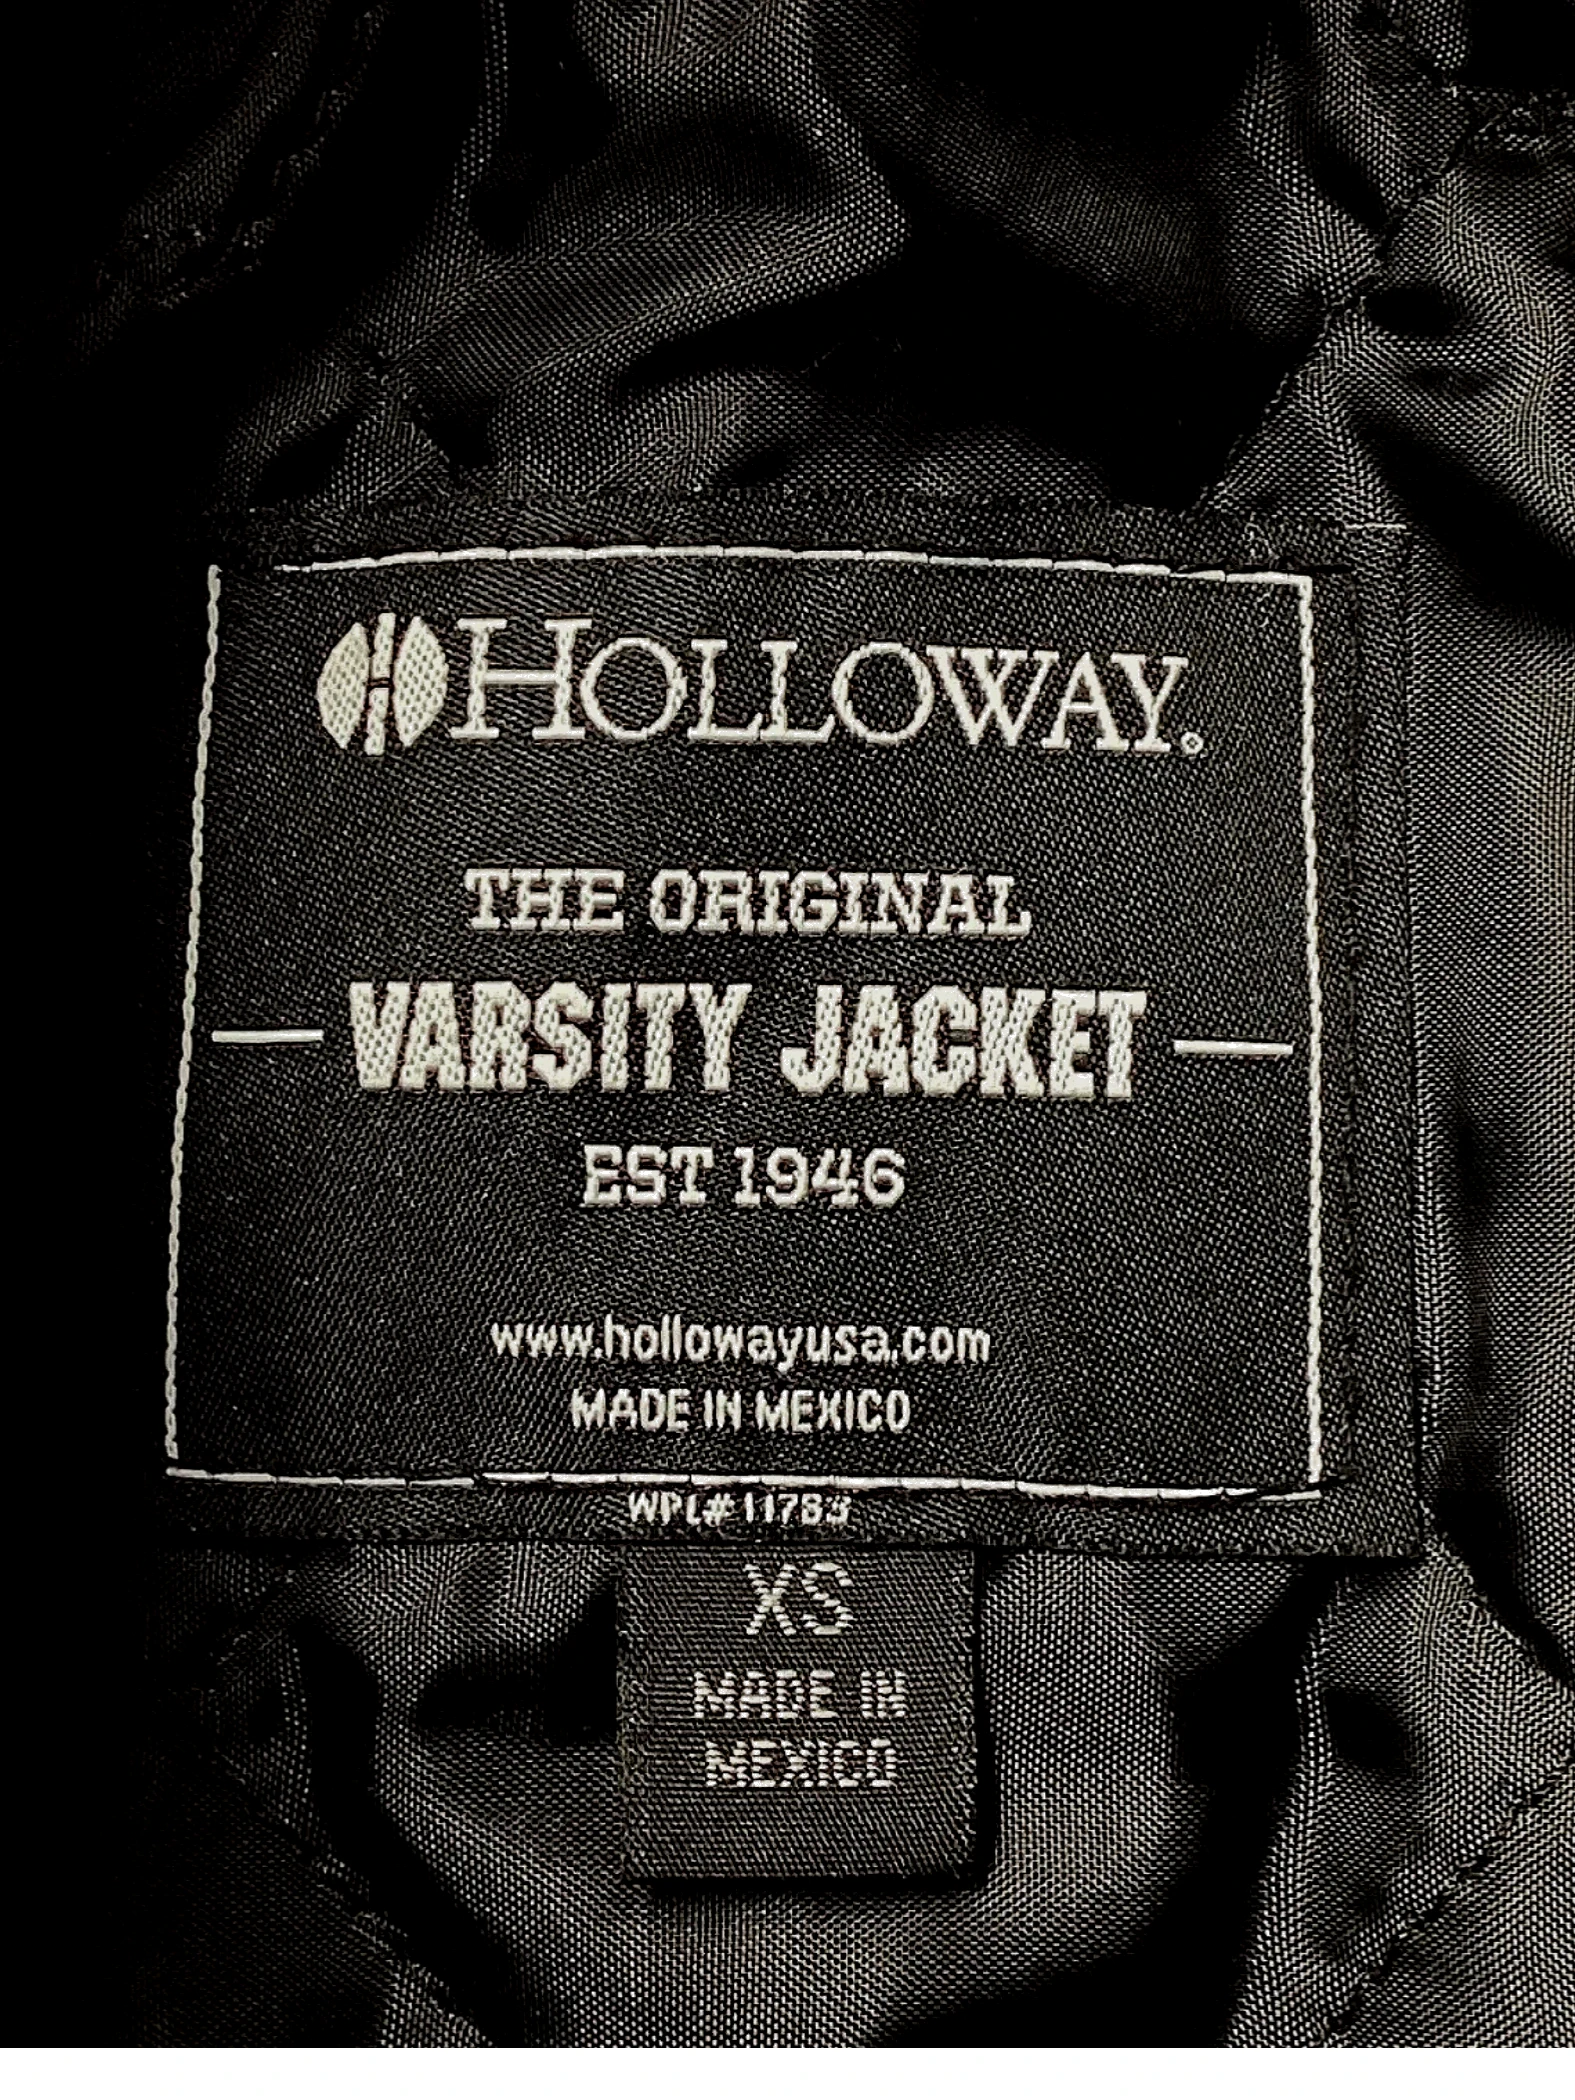 HOLLOWAY®
THE ORIGINAL
VARSITY JACKET
EST 1946
www.hollowayusa.com
MADE IN MEXICO
WPL# 11783
XS
MADE IN
MEXICO